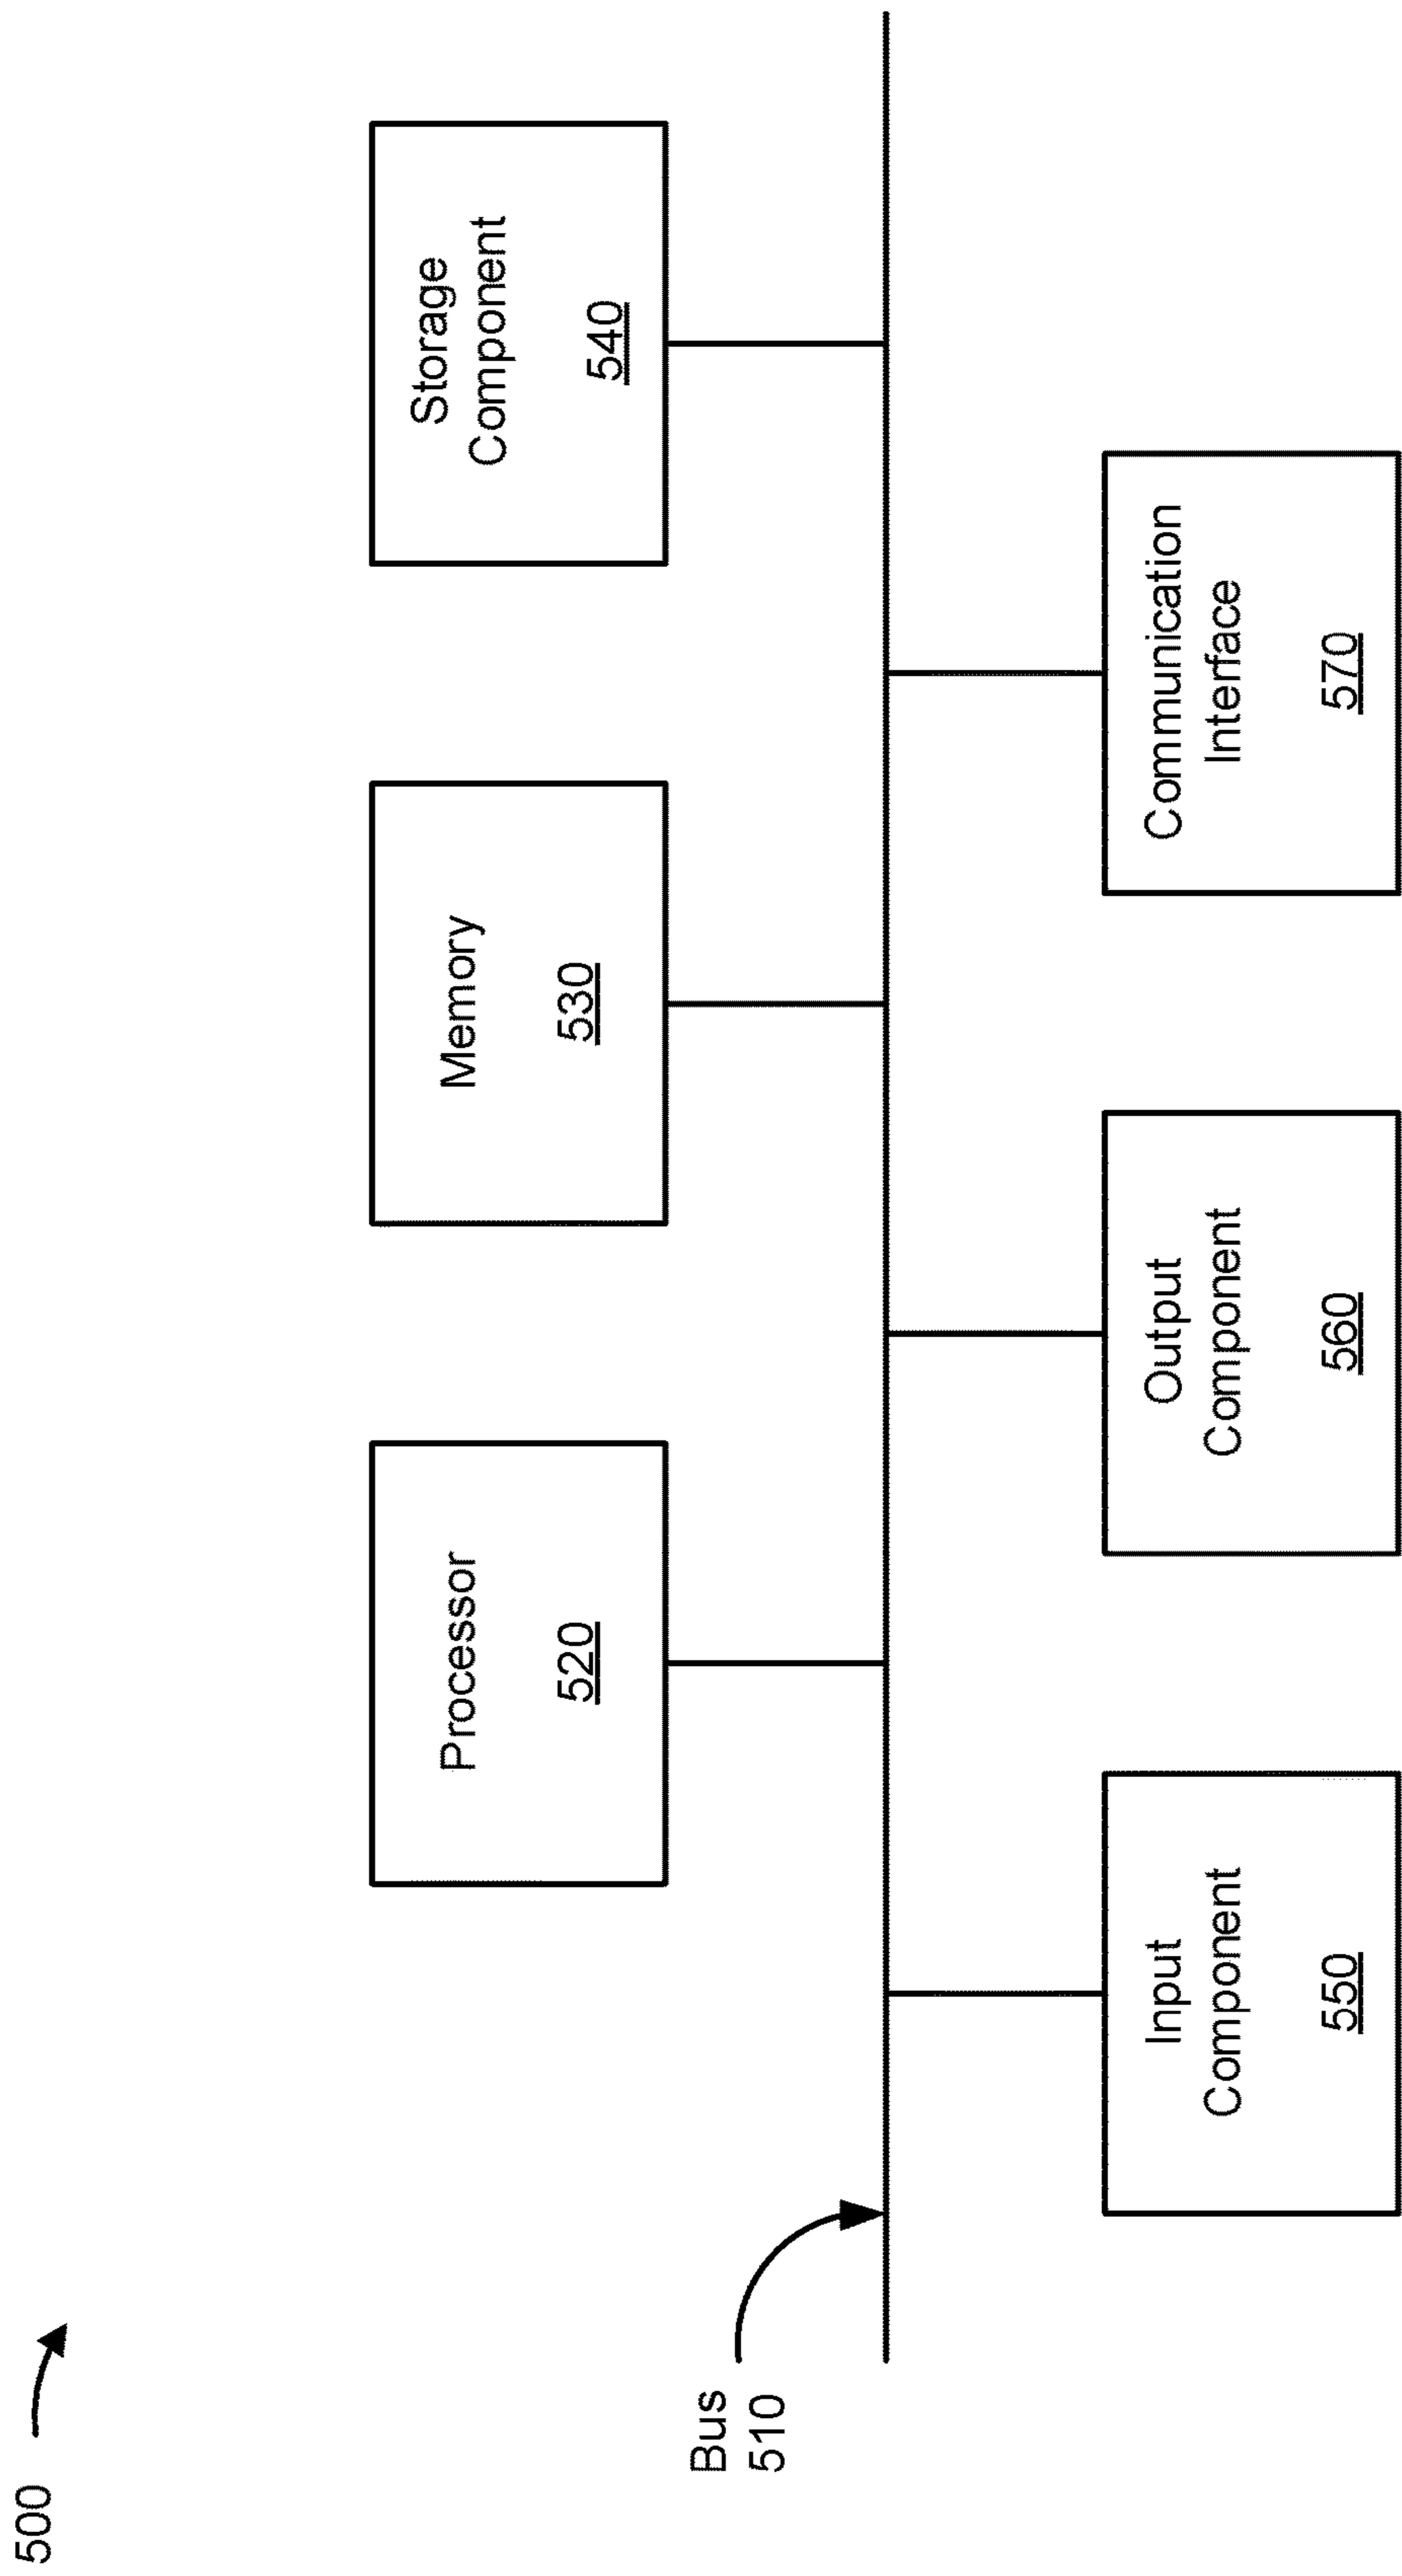 500
Processor
520
Memory
530
Storage
Component
540
Bus
510
Input
Component
550
Output
Component
560
Communication
Interface
570